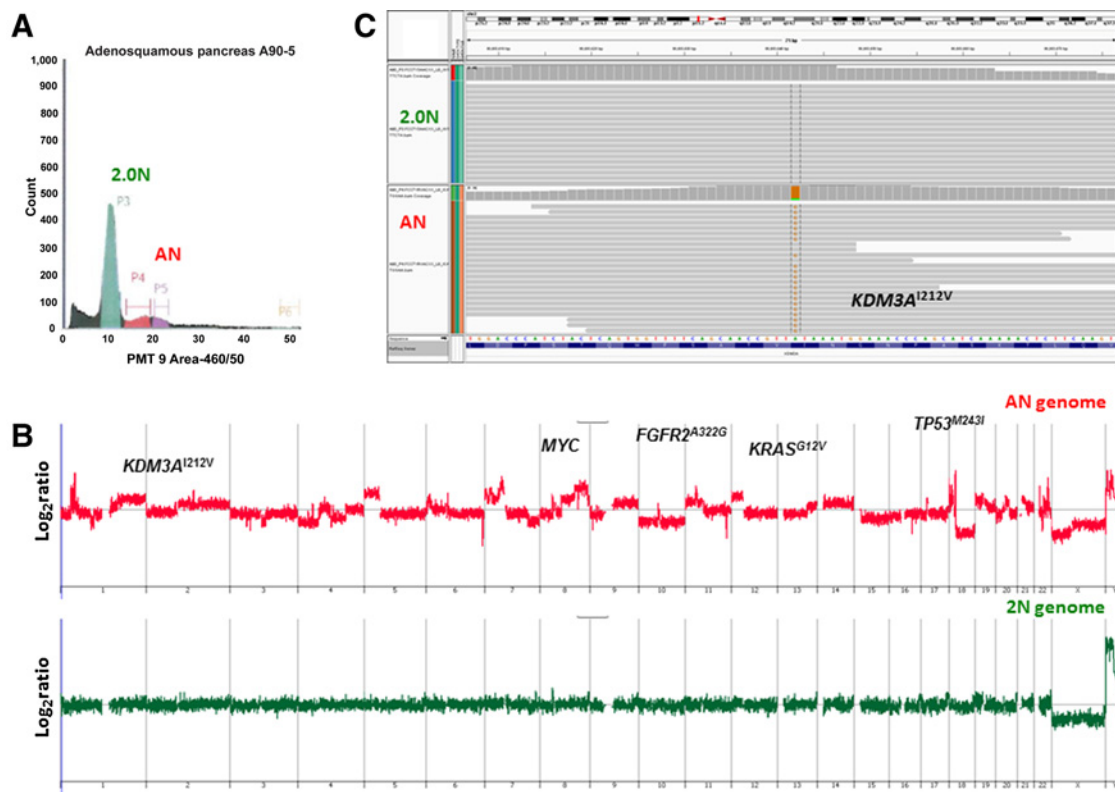 A
Adenosquamous pancreas A90-5
1,000
900
800
700
600
500
400
300
200
100
0
Count
2.0N
P3
AN
P4
P5
P6
0 10 20 30 40 50
PMT 9 Area-460/50
C
2.0N
AN
KDM3A^I212V
B
AN genome
KDM3A^I212V
MYC
FGFR2^A322G
KRAS^G12V
TP53^M243I
Log₂ratio
1 2 3 4 5 6 7 8 9 10 11 12 13 14 15 16 17 18 19 20 21 22 X
2N genome
Log₂ratio
1 2 3 4 5 6 7 8 9 10 11 12 13 14 15 16 17 18 19 20 21 22 X